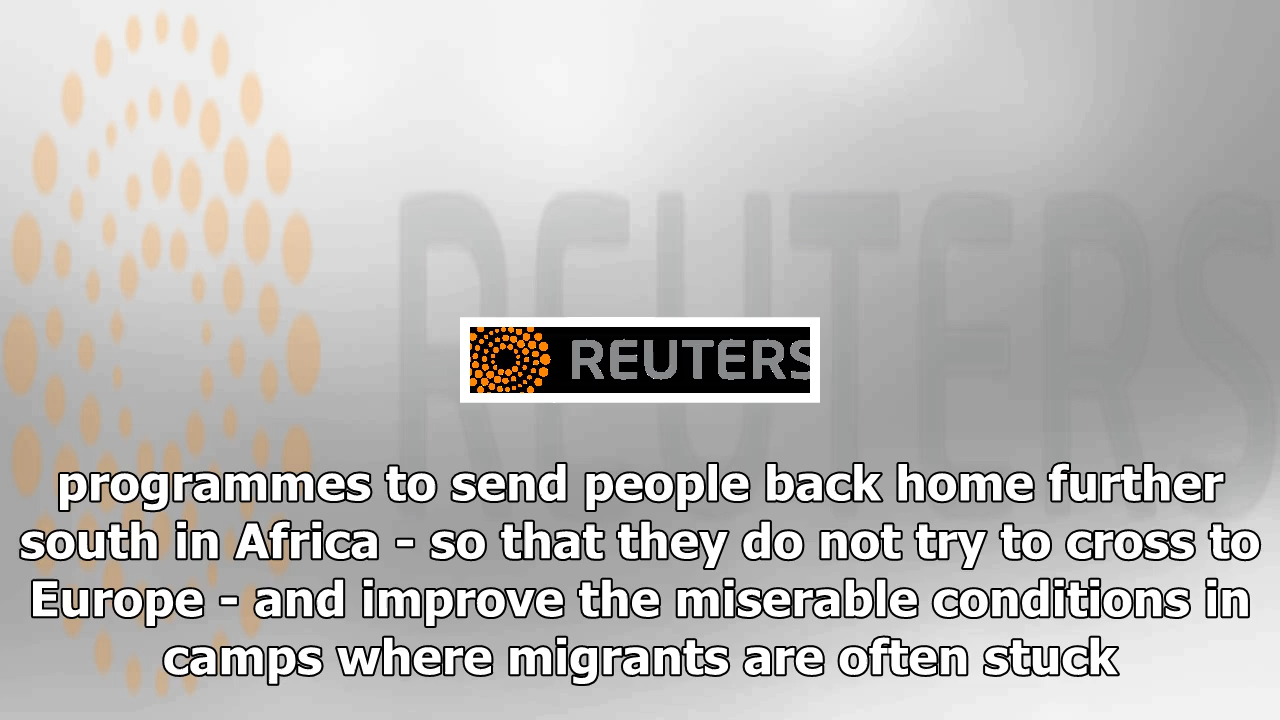 REUTERS
REUTERS
programmes to send people back home further
south in Africa - so that they do not try to cross to
Europe - and improve the miserable conditions in
camps where migrants are often stuck